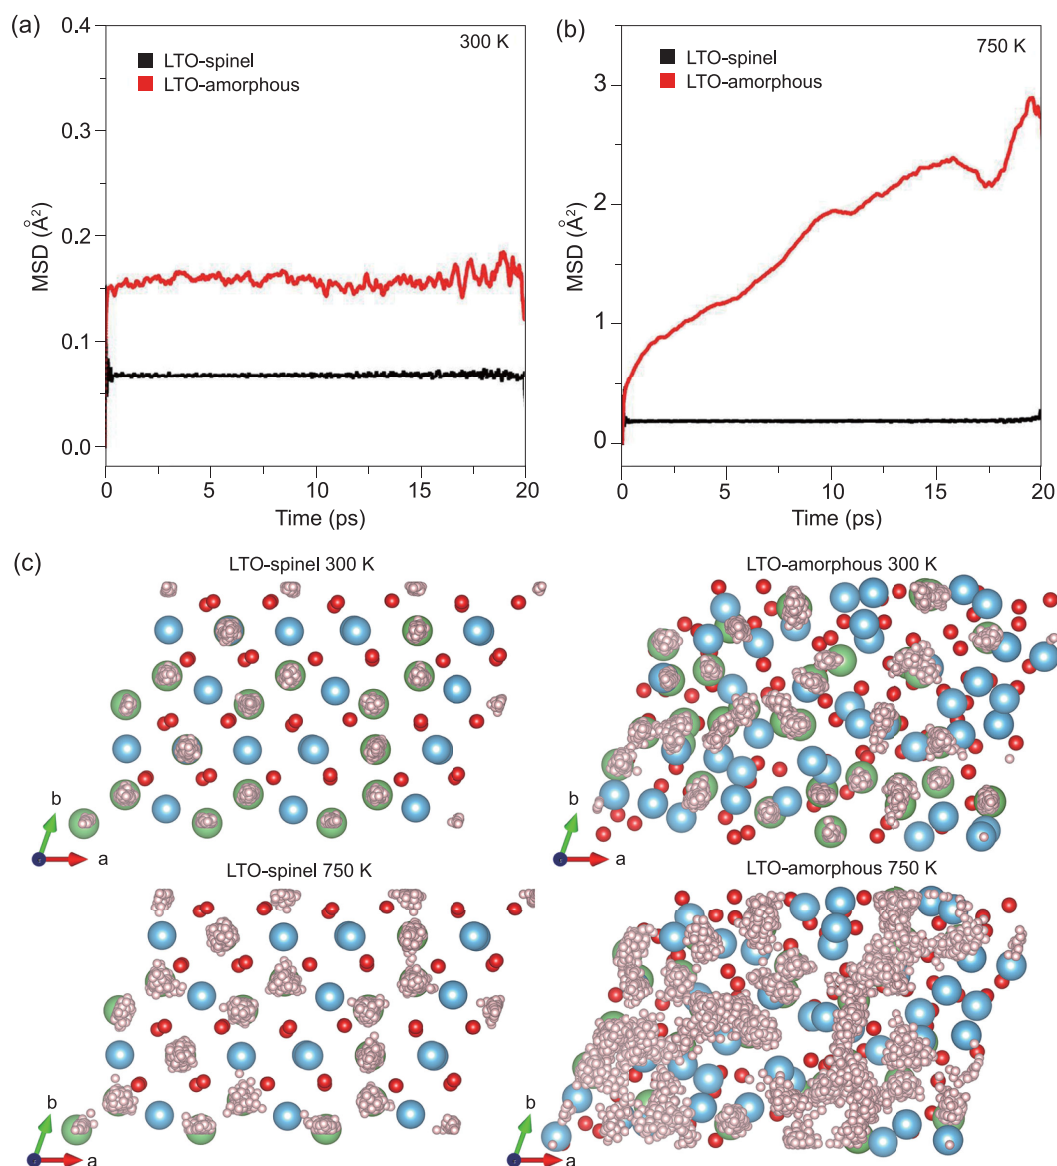 (a)
300 K
LTO-spinel
LTO-amorphous
0.4
0.3
0.2
0.1
0.0
MSD (Å²)
0 5 10 15 20
Time (ps)
(b)
750 K
LTO-spinel
LTO-amorphous
3
2
1
0
MSD (Å²)
0 5 10 15 20
Time (ps)
(c)
LTO-spinel 300 K
b
a
LTO-amorphous 300 K
b
a
LTO-spinel 750 K
b
a
LTO-amorphous 750 K
b
a